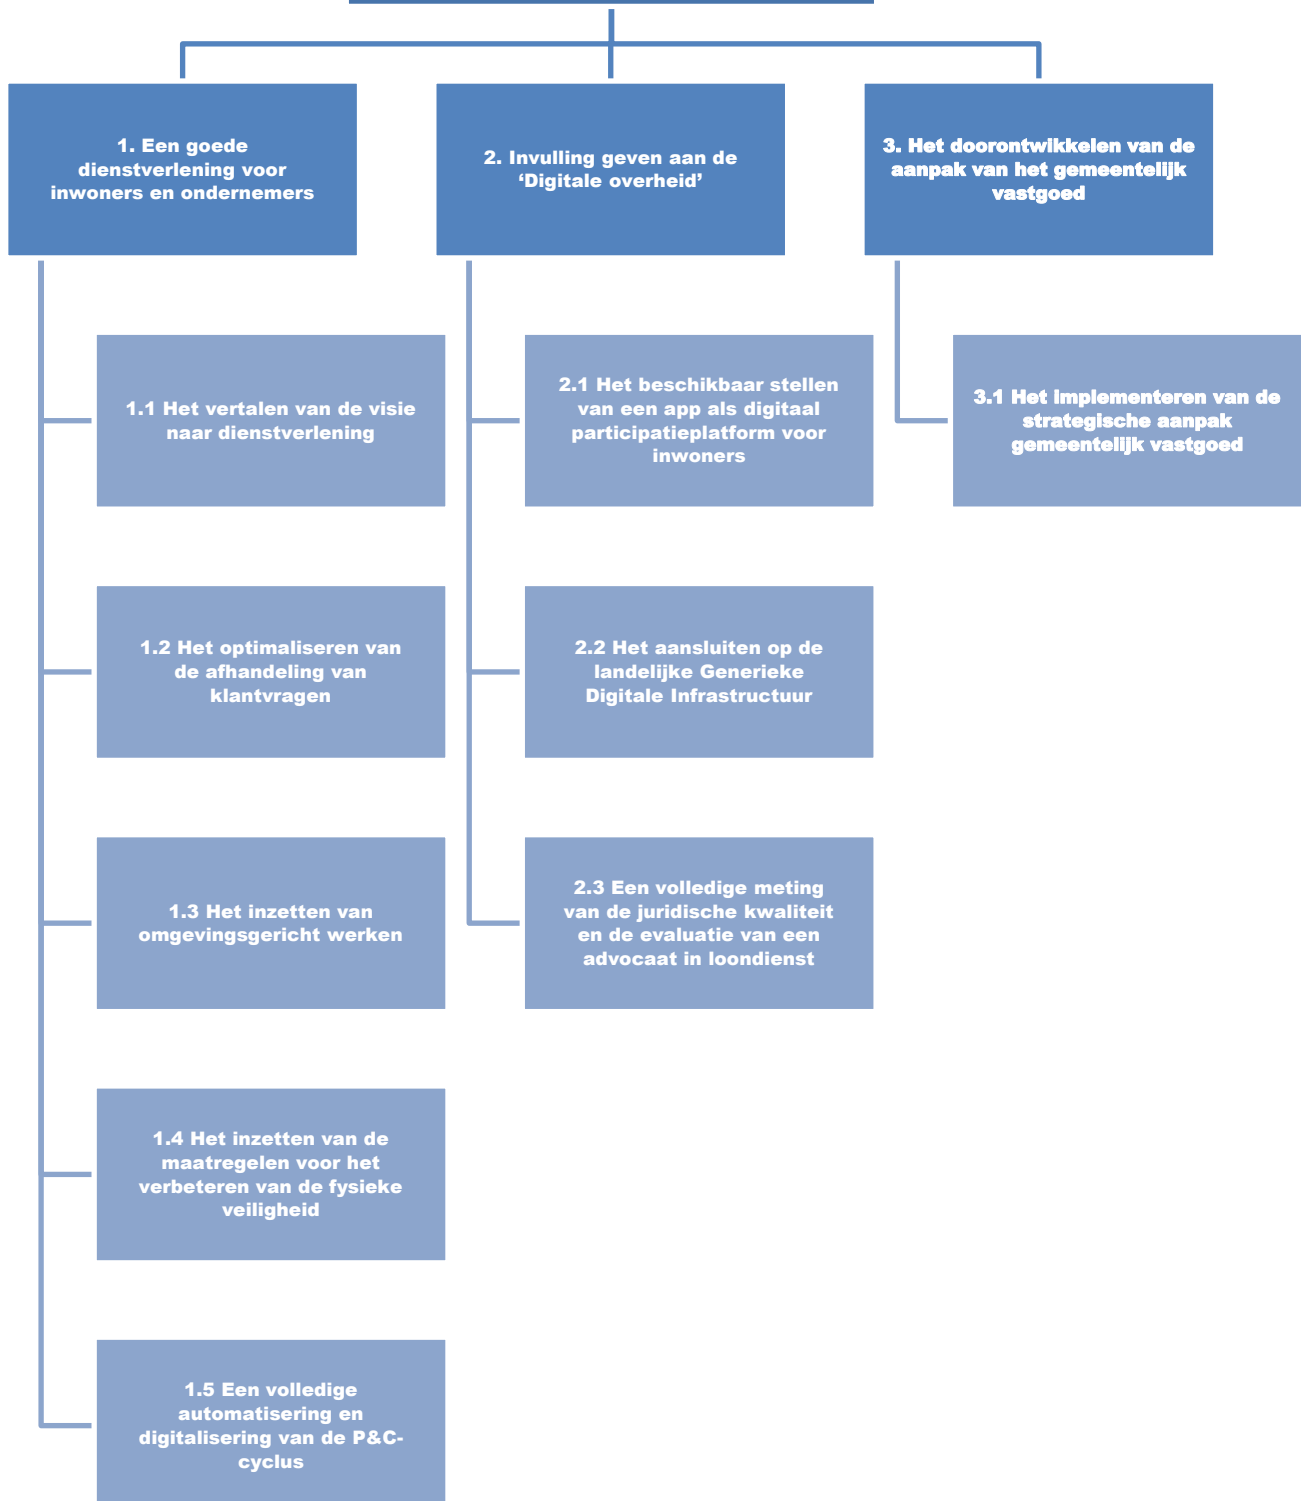 1. Een goede
dienstverlening voor
inwoners en ondernemers
2. Invulling geven aan de
‘Digitale overheid’
3. Het doorontwikkelen van de
aanpak van het gemeentelijk
vastgoed
1.1 Het vertalen van de visie
naar dienstverlening
1.2 Het optimaliseren van
de afhandeling van
klantvragen
1.3 Het inzetten van
omgevingsgericht werken
1.4 Het inzetten van de
maatregelen voor het
verbeteren van de fysieke
veiligheid
1.5 Een volledige
automatisering en
digitalisering van de P&C-
cyclus
2.1 Het beschikbaar stellen
van een app als digitaal
participatieplatform voor
inwoners
2.2 Het aansluiten op de
landelijke Generieke
Digitale Infrastructuur
2.3 Een volledige meting
van de juridische kwaliteit
en de evaluatie van een
advocaat in loondienst
3.1 Het implementeren van de
strategische aanpak
gemeentelijk vastgoed